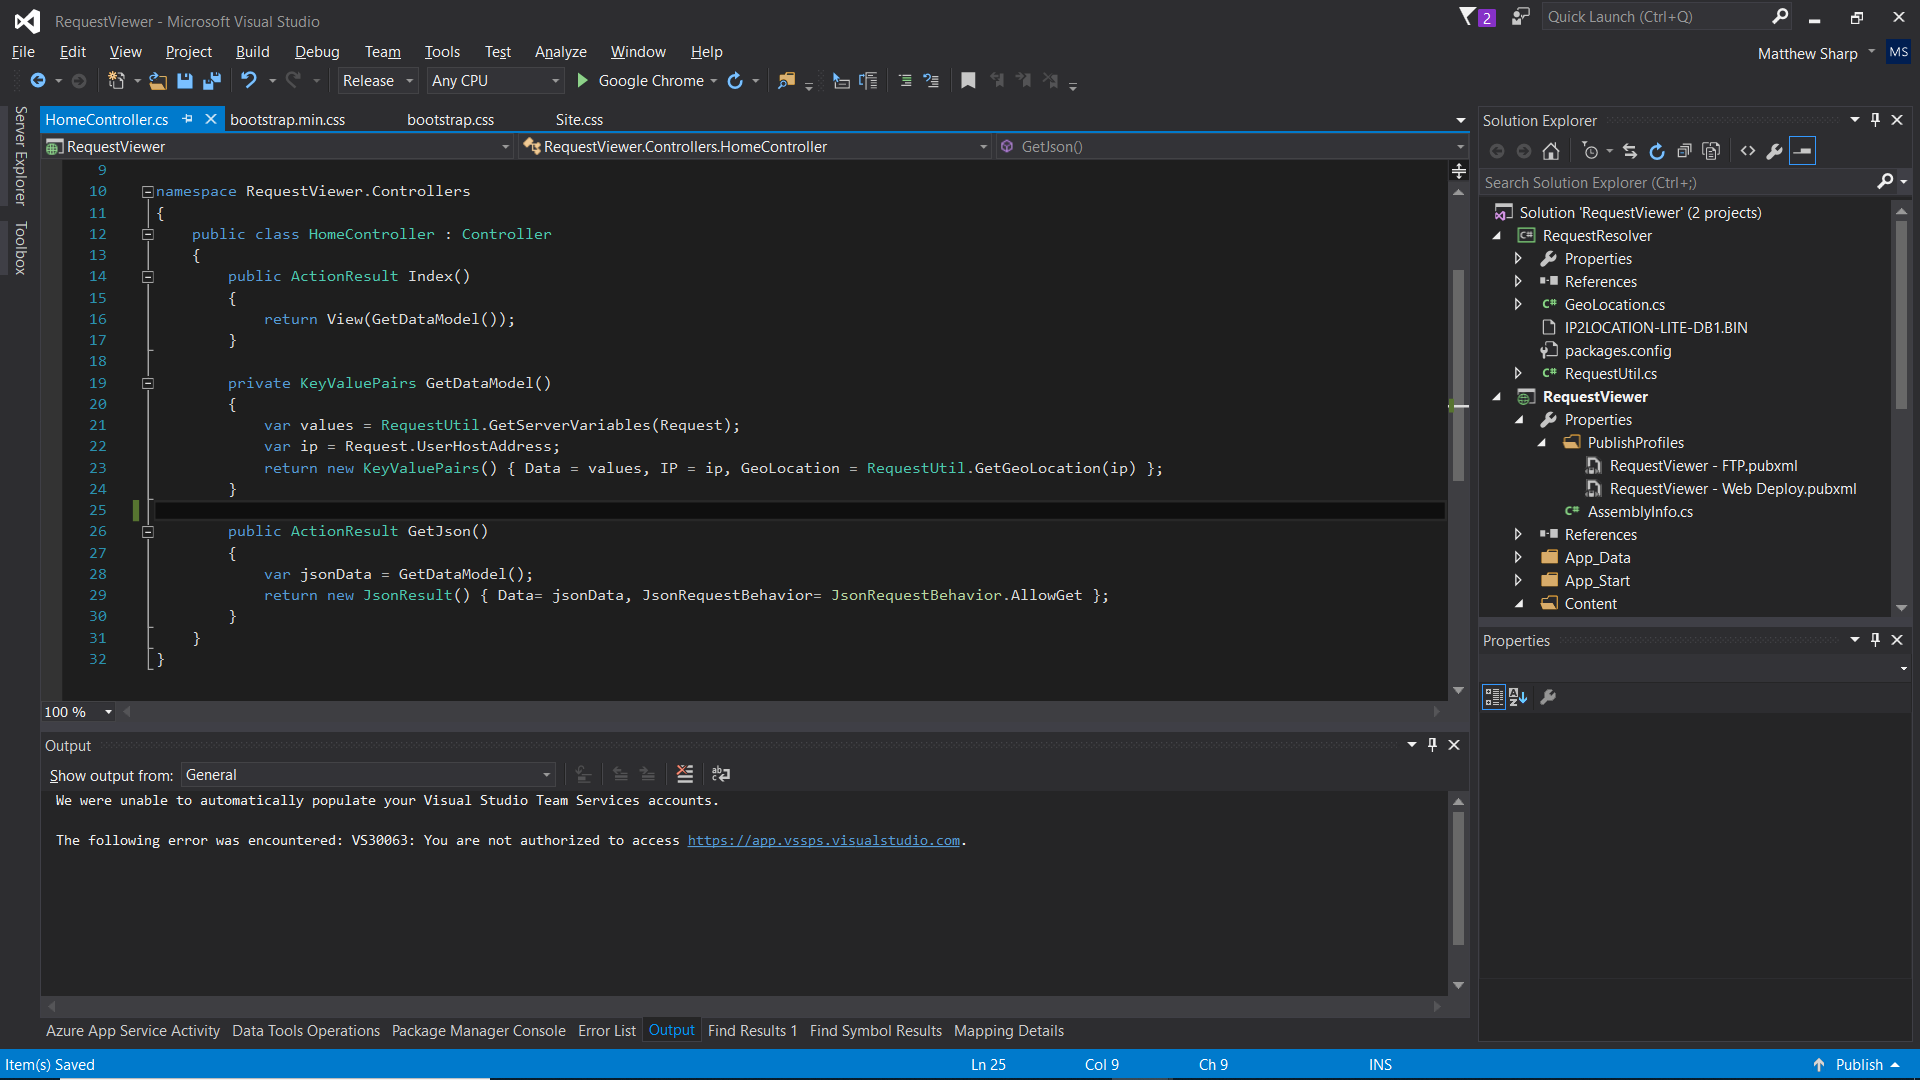 RequestViewer - Microsoft Visual Studio
2
Quick Launch (Ctrl+Q)
File Edit View Project Build Debug Team Tools Test Analyze Window Help
Matthew Sharp MS
Release Any CPU Google Chrome
Server Explorer
Toolbox
HomeController.cs bootstrap.min.css bootstrap.css Site.css
RequestViewer RequestViewer.Controllers.HomeController GetJson()
9
10 namespace RequestViewer.Controllers
11 {
12 public class HomeController : Controller
13 {
14 public ActionResult Index()
15 {
16 return View(GetDataModel());
17 }
18
19 private KeyValuePairs GetDataModel()
20 {
21 var values = RequestUtil.GetServerVariables(Request);
22 var ip = Request.UserHostAddress;
23 return new KeyValuePairs() { Data = values, IP = ip, GeoLocation = RequestUtil.GetGeoLocation(ip) };
24 }
25
26 public ActionResult GetJson()
27 {
28 var jsonData = GetDataModel();
29 return new JsonResult() { Data= jsonData, JsonRequestBehavior= JsonRequestBehavior.AllowGet };
30 }
31 }
32 }
100 %
Output
Show output from: General
We were unable to automatically populate your Visual Studio Team Services accounts.
The following error was encountered: VS30063: You are not authorized to access https://app.vssps.visualstudio.com.
Azure App Service Activity Data Tools Operations Package Manager Console Error List Output Find Results 1 Find Symbol Results Mapping Details
Solution Explorer
Search Solution Explorer (Ctrl+;)
Solution 'RequestViewer' (2 projects)
C# RequestResolver
Properties
References
C# GeoLocation.cs
IP2LOCATION-LITE-DB1.BIN
packages.config
C# RequestUtil.cs
RequestViewer
Properties
PublishProfiles
RequestViewer - FTP.pubxml
RequestViewer - Web Deploy.pubxml
C# AssemblyInfo.cs
References
App_Data
App_Start
Content
Properties
Item(s) Saved Ln 25 Col 9 Ch 9 INS Publish